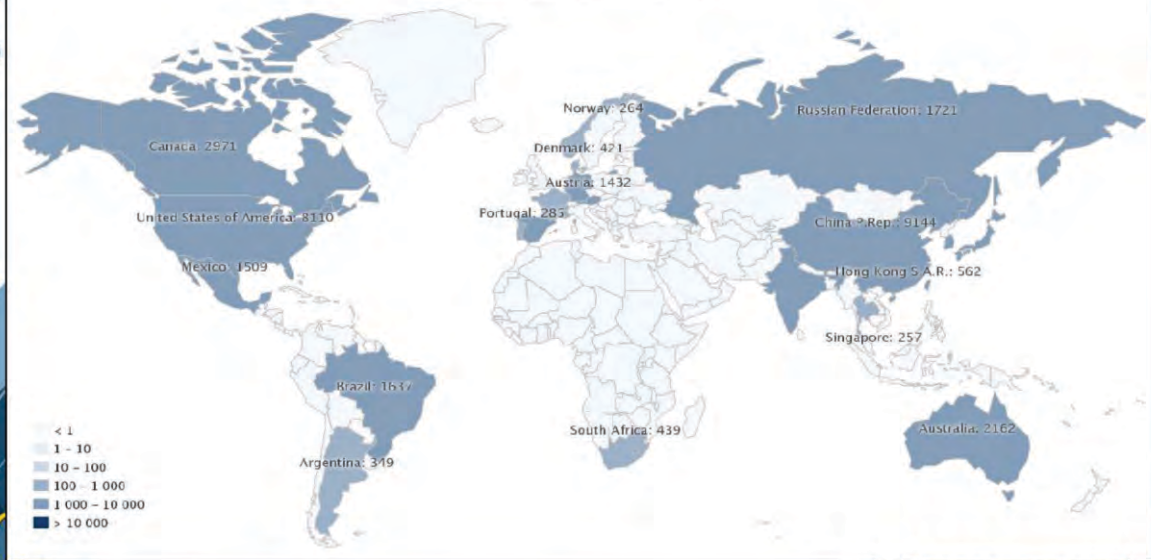 Norway: 264
Russian Federation: 1721
Canada: 2971
Denmark: 421
Austria: 1432
Portugal: 285
United States of America: 8110
China P.Rep.: 9144
Mexico: 1509
Hong Kong S.A.R.: 562
Singapore: 257
Brazil: 1637
South Africa: 439
Australia: 2162
Argentina: 349
< 1
1 – 10
10 – 100
100 – 1 000
1 000 – 10 000
> 10 000